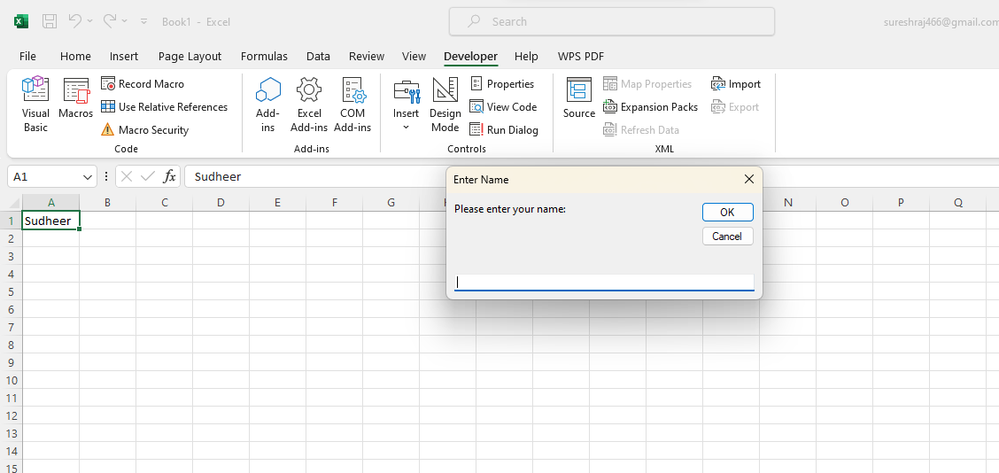 Book1 - Excel
Search
sureshraj466@gmail.com
File Home Insert Page Layout Formulas Data Review View Developer Help WPS PDF
Visual Basic
Macros
Record Macro
Use Relative References
Macro Security
Code
Add-ins
Excel Add-ins
COM Add-ins
Add-ins
Insert
Design Mode
Properties
View Code
Run Dialog
Controls
Source
Map Properties
Expansion Packs
Refresh Data
Import
Export
XML
A1
fx
Sudheer
Enter Name
Please enter your name:
OK
Cancel
A B C D E F G N O P Q
1 Sudheer
2
3
4
5
6
7
8
9
10
11
12
13
14
15